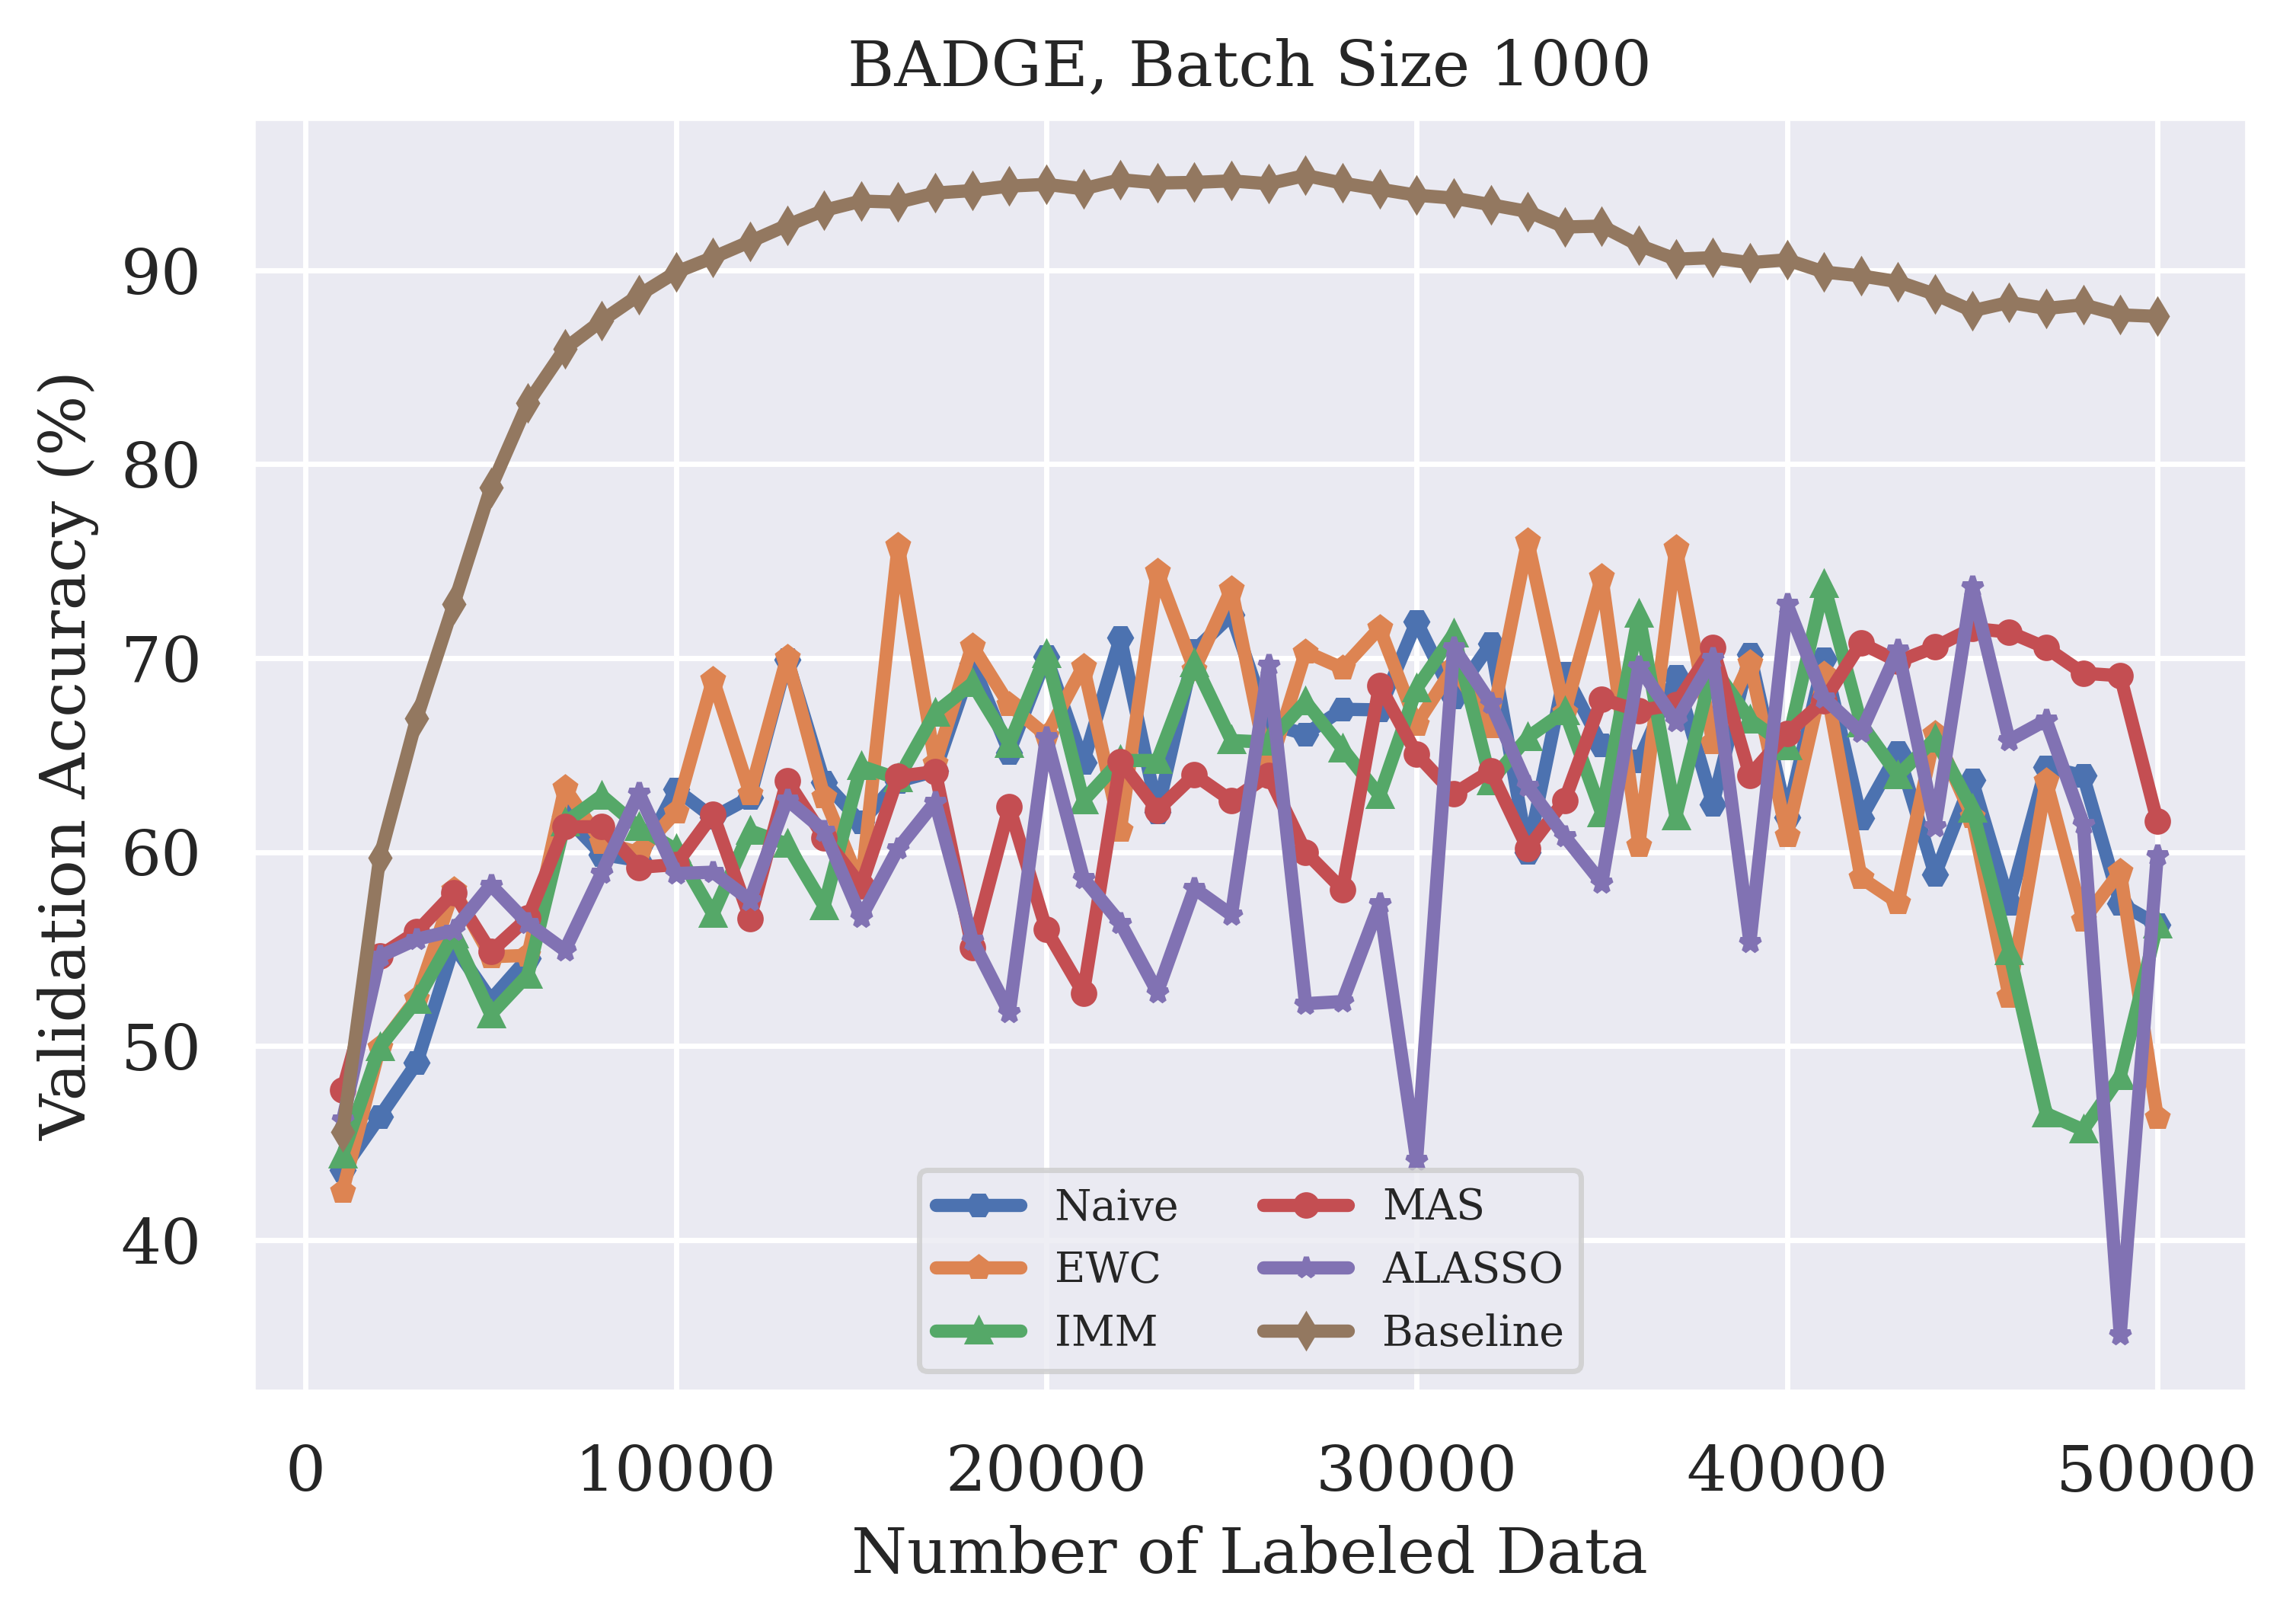 BADGE, Batch Size 1000
Validation Accuracy (%)
90
80
70
60
50
40
Naive
EWC
IMM
MAS
ALASSO
Baseline
0 10000 20000 30000 40000 50000
Number of Labeled Data